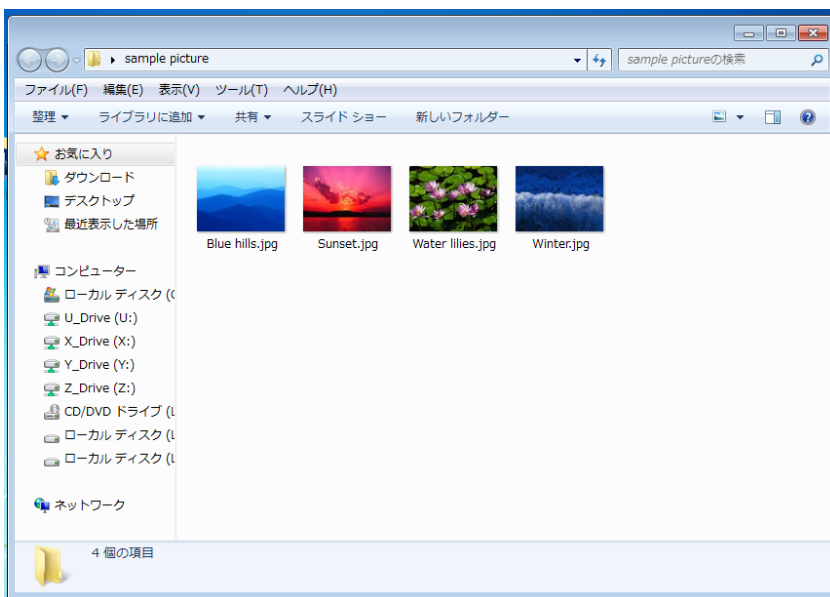 sample picture
sample pictureの検索
ファイル(F) 編集(E) 表示(V) ツール(T) ヘルプ(H)
整理 ライブラリに追加 共有 スライド ショー 新しいフォルダー
お気に入り
ダウンロード
デスクトップ
最近表示した場所
コンピューター
ローカル ディスク (C
U_Drive (U:)
X_Drive (X:)
Y_Drive (Y:)
Z_Drive (Z:)
CD/DVD ドライブ (L
ローカル ディスク (L
ローカル ディスク (L
ネットワーク
Blue hills.jpg
Sunset.jpg
Water lilies.jpg
Winter.jpg
4 個の項目